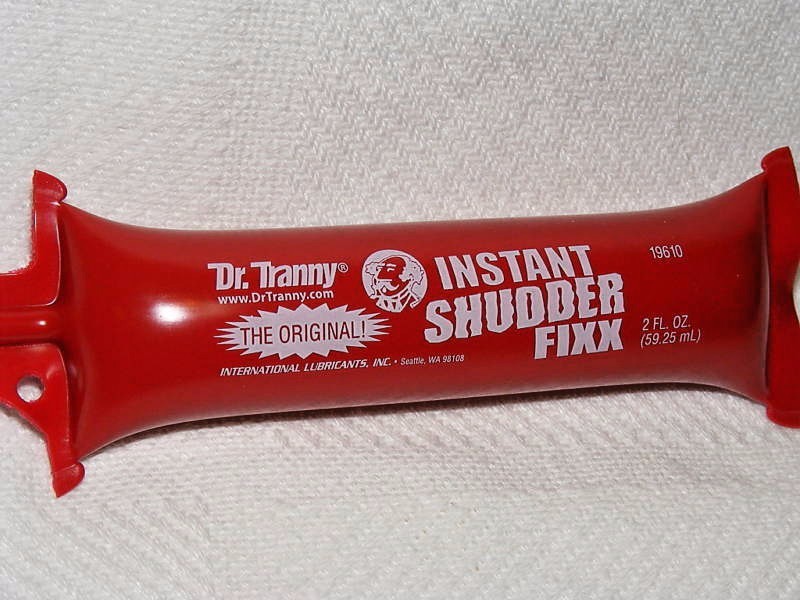 Dr. Tranny®
www.DrTranny.com
THE ORIGINAL!
INTERNATIONAL LUBRICANTS, INC. • Seattle, WA 98108
INSTANT
SHUDDER
FIXX
19610
2 FL. OZ.
(59.25 mL)